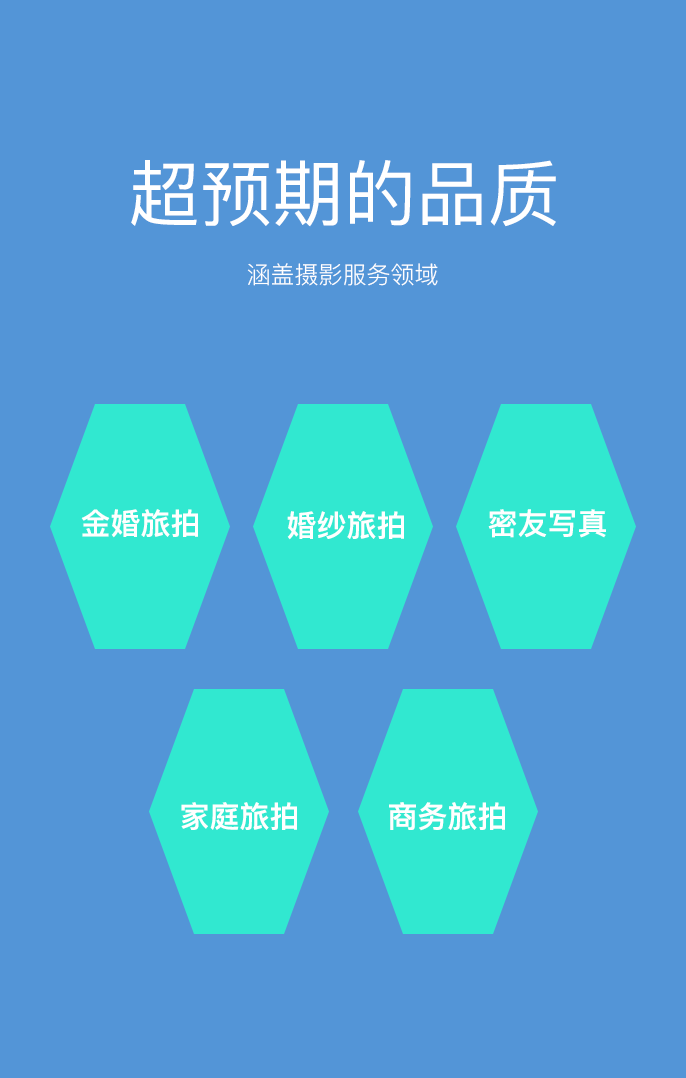 超预期的品质
涵盖摄影服务领域
金婚旅拍
婚纱旅拍
密友写真
家庭旅拍
商务旅拍